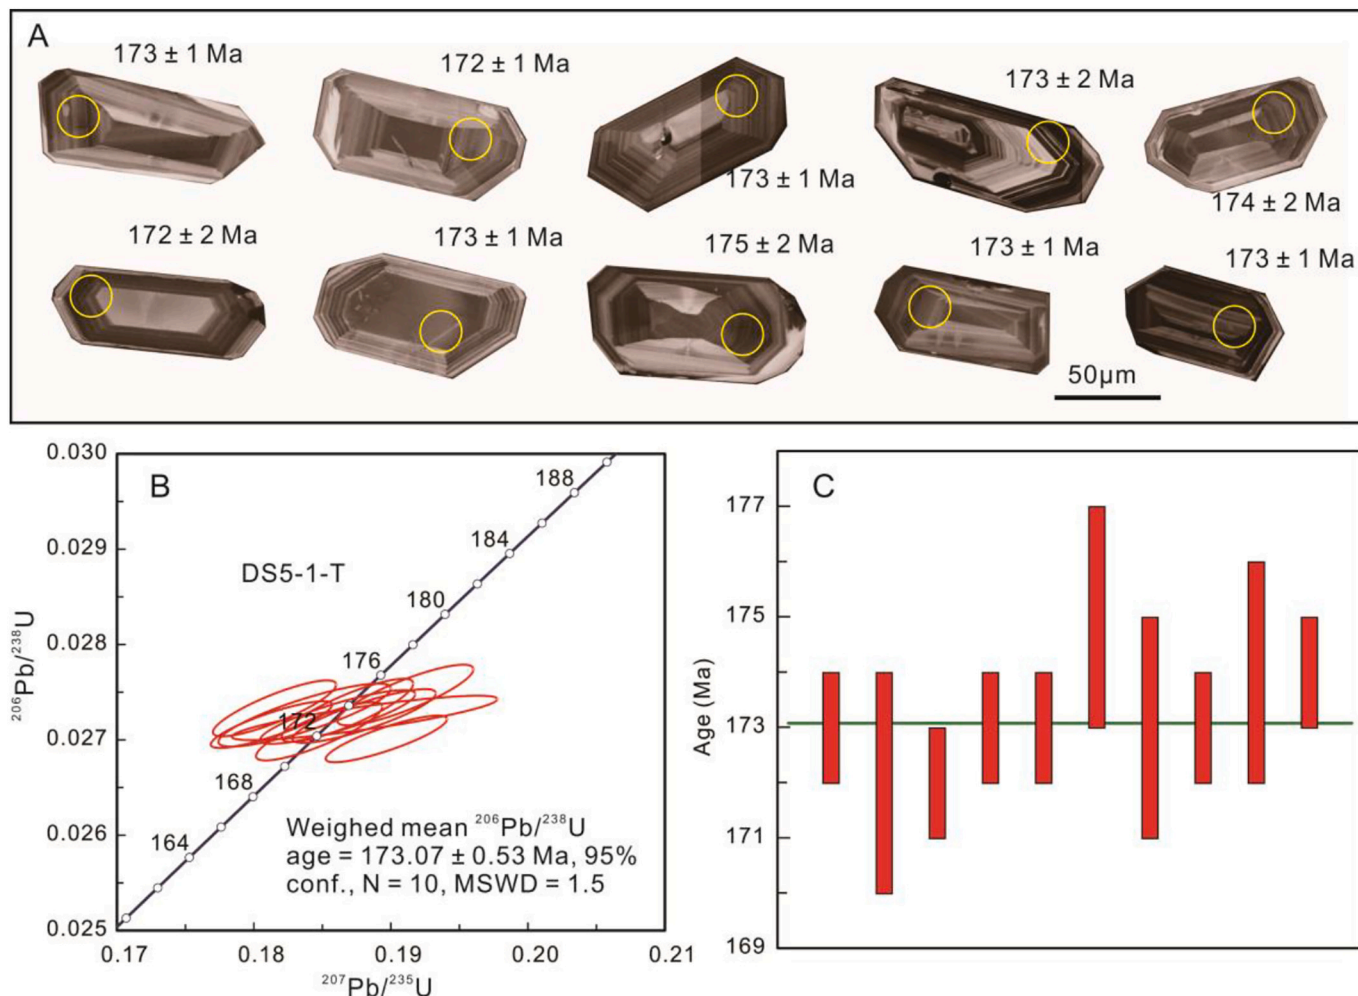 A
173 ± 1 Ma
172 ± 1 Ma
173 ± 1 Ma
173 ± 2 Ma
174 ± 2 Ma
172 ± 2 Ma
173 ± 1 Ma
175 ± 2 Ma
173 ± 1 Ma
173 ± 1 Ma
50μm
B
DS5-1-T
188
184
180
176
172
168
164
Weighed mean ²⁰⁶Pb/²³⁸U
age = 173.07 ± 0.53 Ma, 95%
conf., N = 10, MSWD = 1.5
0.030
0.029
0.028
0.027
0.026
0.025
²⁰⁶Pb/²³⁸U
0.17
0.18
0.19
0.20
0.21
²⁰⁷Pb/²³⁵U
C
177
175
173
171
169
Age (Ma)